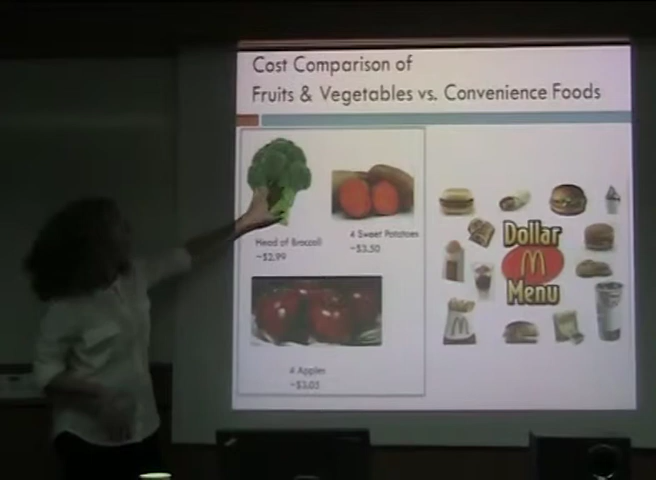 Cost Comparison of
Fruits & Vegetables vs. Convenience Foods
Head of Broccoli
~$2.99
4 Sweet Potatoes
~$3.50
4 Apples
~$3.05
Dollar
Menu